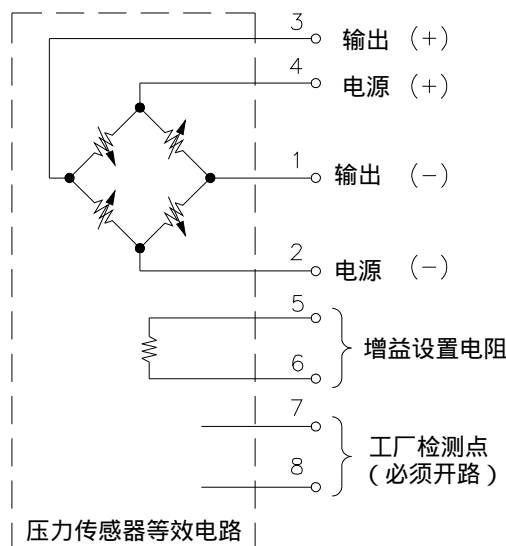 3 输出 (+)
4 电源 (+)
1 输出 (-)
2 电源 (-)
5
增益设置电阻
6
7
工厂检测点
8 (必须开路)
压力传感器等效电路